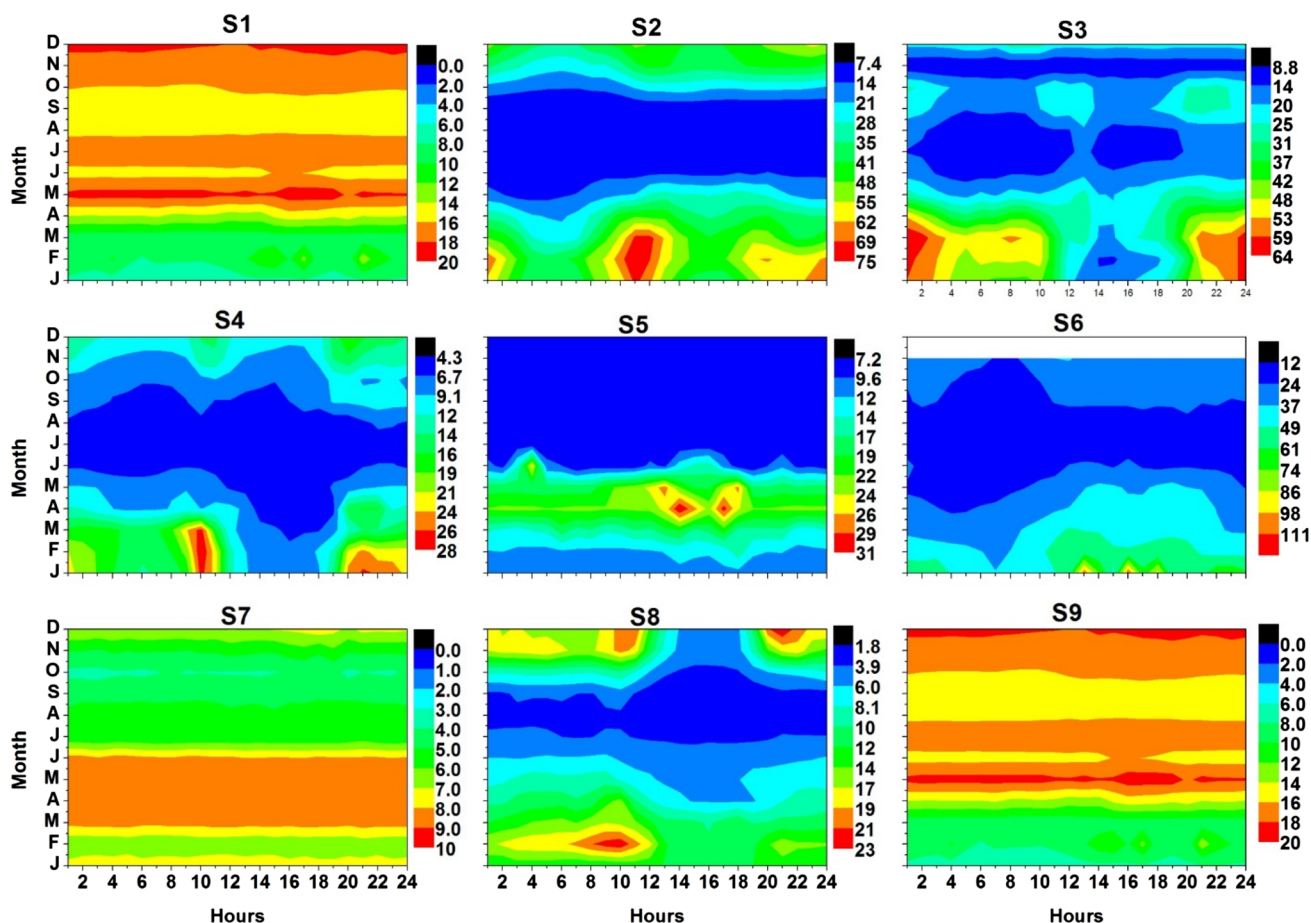 S1
D
N
O
S
A
J
J
M
A
M
F
J
Month
0.0
2.0
4.0
6.0
8.0
10
12
14
16
18
20
S2
7.4
14
21
28
35
41
48
55
62
69
75
S3
8.8
14
20
25
31
37
42
48
53
59
64
2 4 6 8 10 12 14 16 18 20 22 24
S4
D
N
O
S
A
J
J
M
A
M
F
J
Month
4.3
6.7
9.1
12
14
16
19
21
24
26
28
S5
7.2
9.6
12
14
17
19
22
24
26
29
31
S6
12
24
37
49
61
74
86
98
111
S7
D
N
O
S
A
J
J
M
A
M
F
J
Month
0.0
1.0
2.0
3.0
4.0
5.0
6.0
7.0
8.0
9.0
10
2 4 6 8 10 12 14 16 18 20 22 24
Hours
S8
1.8
3.9
6.0
8.1
10
12
14
17
19
21
23
2 4 6 8 10 12 14 16 18 20 22 24
Hours
S9
0.0
2.0
4.0
6.0
8.0
10
12
14
16
18
20
2 4 6 8 10 12 14 16 18 20 22 24
Hours